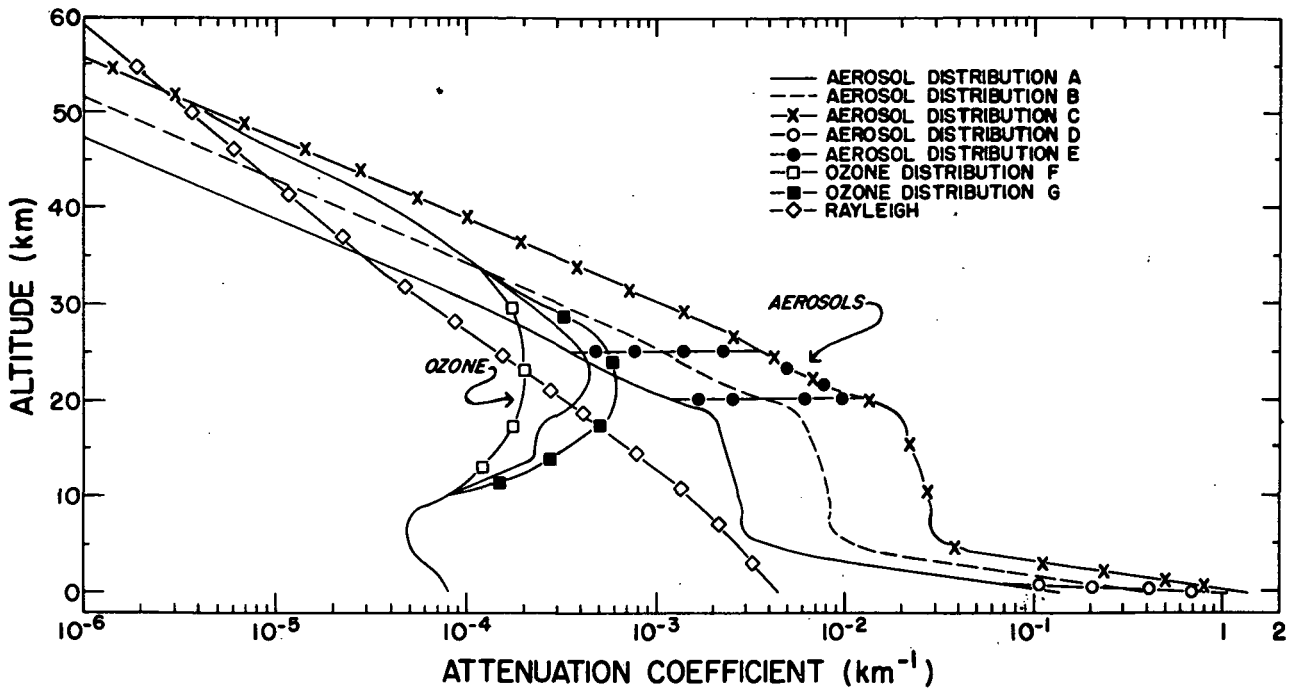 60
50
40
30
20
10
0
ALTITUDE (km)
AEROSOL DISTRIBUTION A
AEROSOL DISTRIBUTION B
AEROSOL DISTRIBUTION C
AEROSOL DISTRIBUTION D
AEROSOL DISTRIBUTION E
OZONE DISTRIBUTION F
OZONE DISTRIBUTION G
RAYLEIGH
AEROSOLS
OZONE
10⁻⁶ 10⁻⁵ 10⁻⁴ 10⁻³ 10⁻² 10⁻¹ 1 2
ATTENUATION COEFFICIENT (km⁻¹)